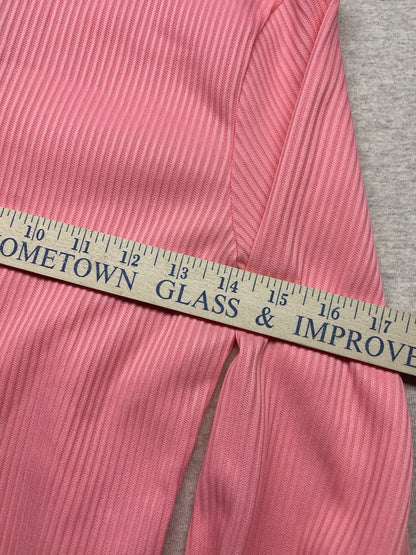 10 11 12 13 14 15 16 17
OMETOWN GLASS & IMPROVE